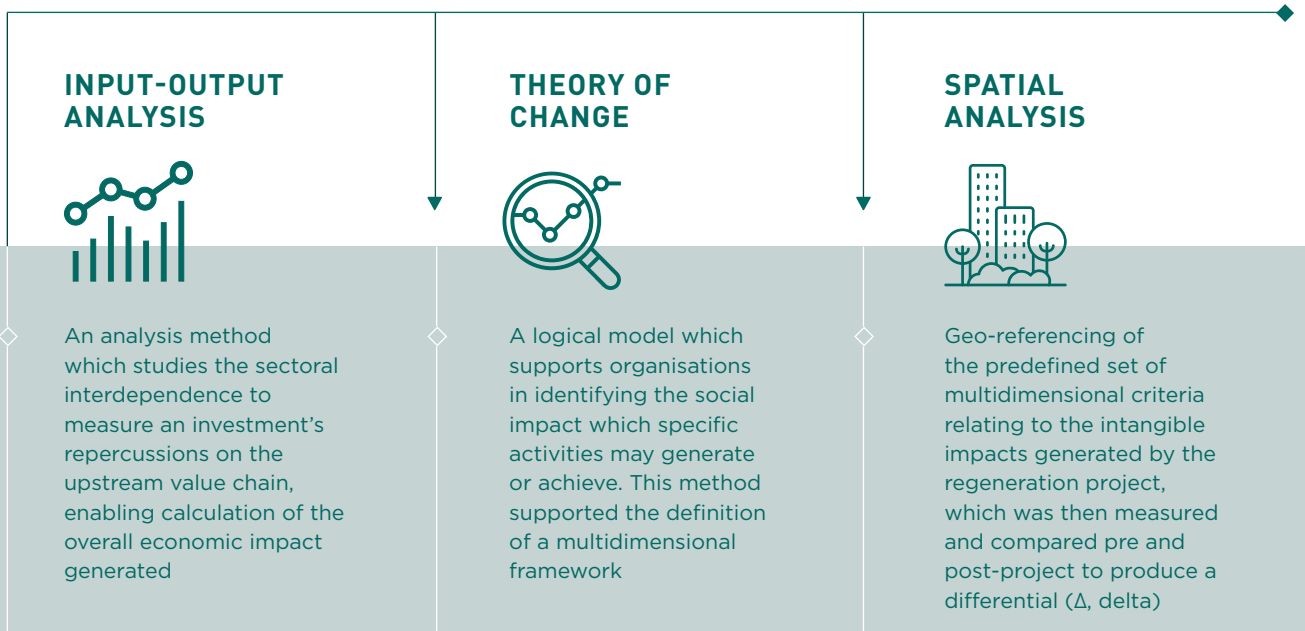 INPUT-OUTPUT
ANALYSIS
An analysis method
which studies the sectoral
interdependence to
measure an investment’s
repercussions on the
upstream value chain,
enabling calculation of the
overall economic impact
generated
THEORY OF
CHANGE
A logical model which
supports organisations
in identifying the social
impact which specific
activities may generate
or achieve. This method
supported the definition
of a multidimensional
framework
SPATIAL
ANALYSIS
Geo-referencing of
the predefined set of
multidimensional criteria
relating to the intangible
impacts generated by the
regeneration project,
which was then measured
and compared pre and
post-project to produce a
differential (Δ, delta)